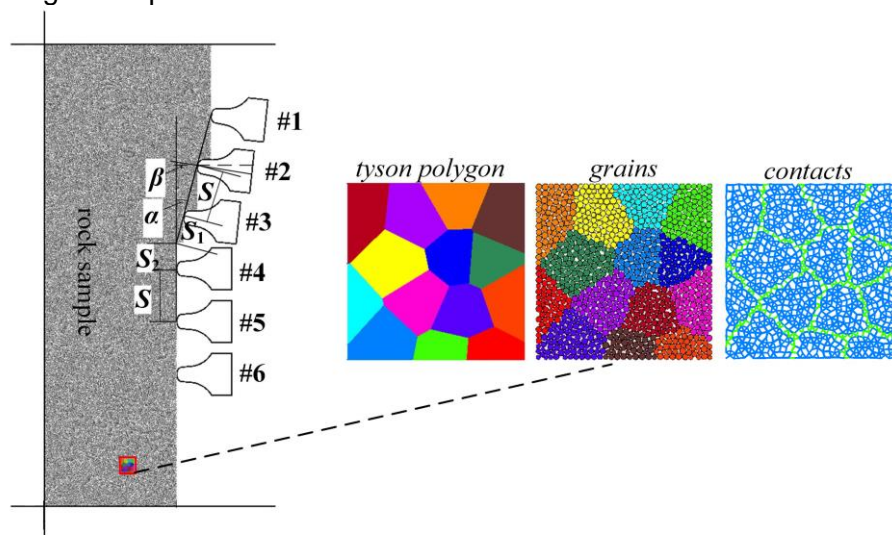 #1
#2
#3
#4
#5
#6
β
α
S
S₁
S₂
S
rock sample
tyson polygon
grains
contacts